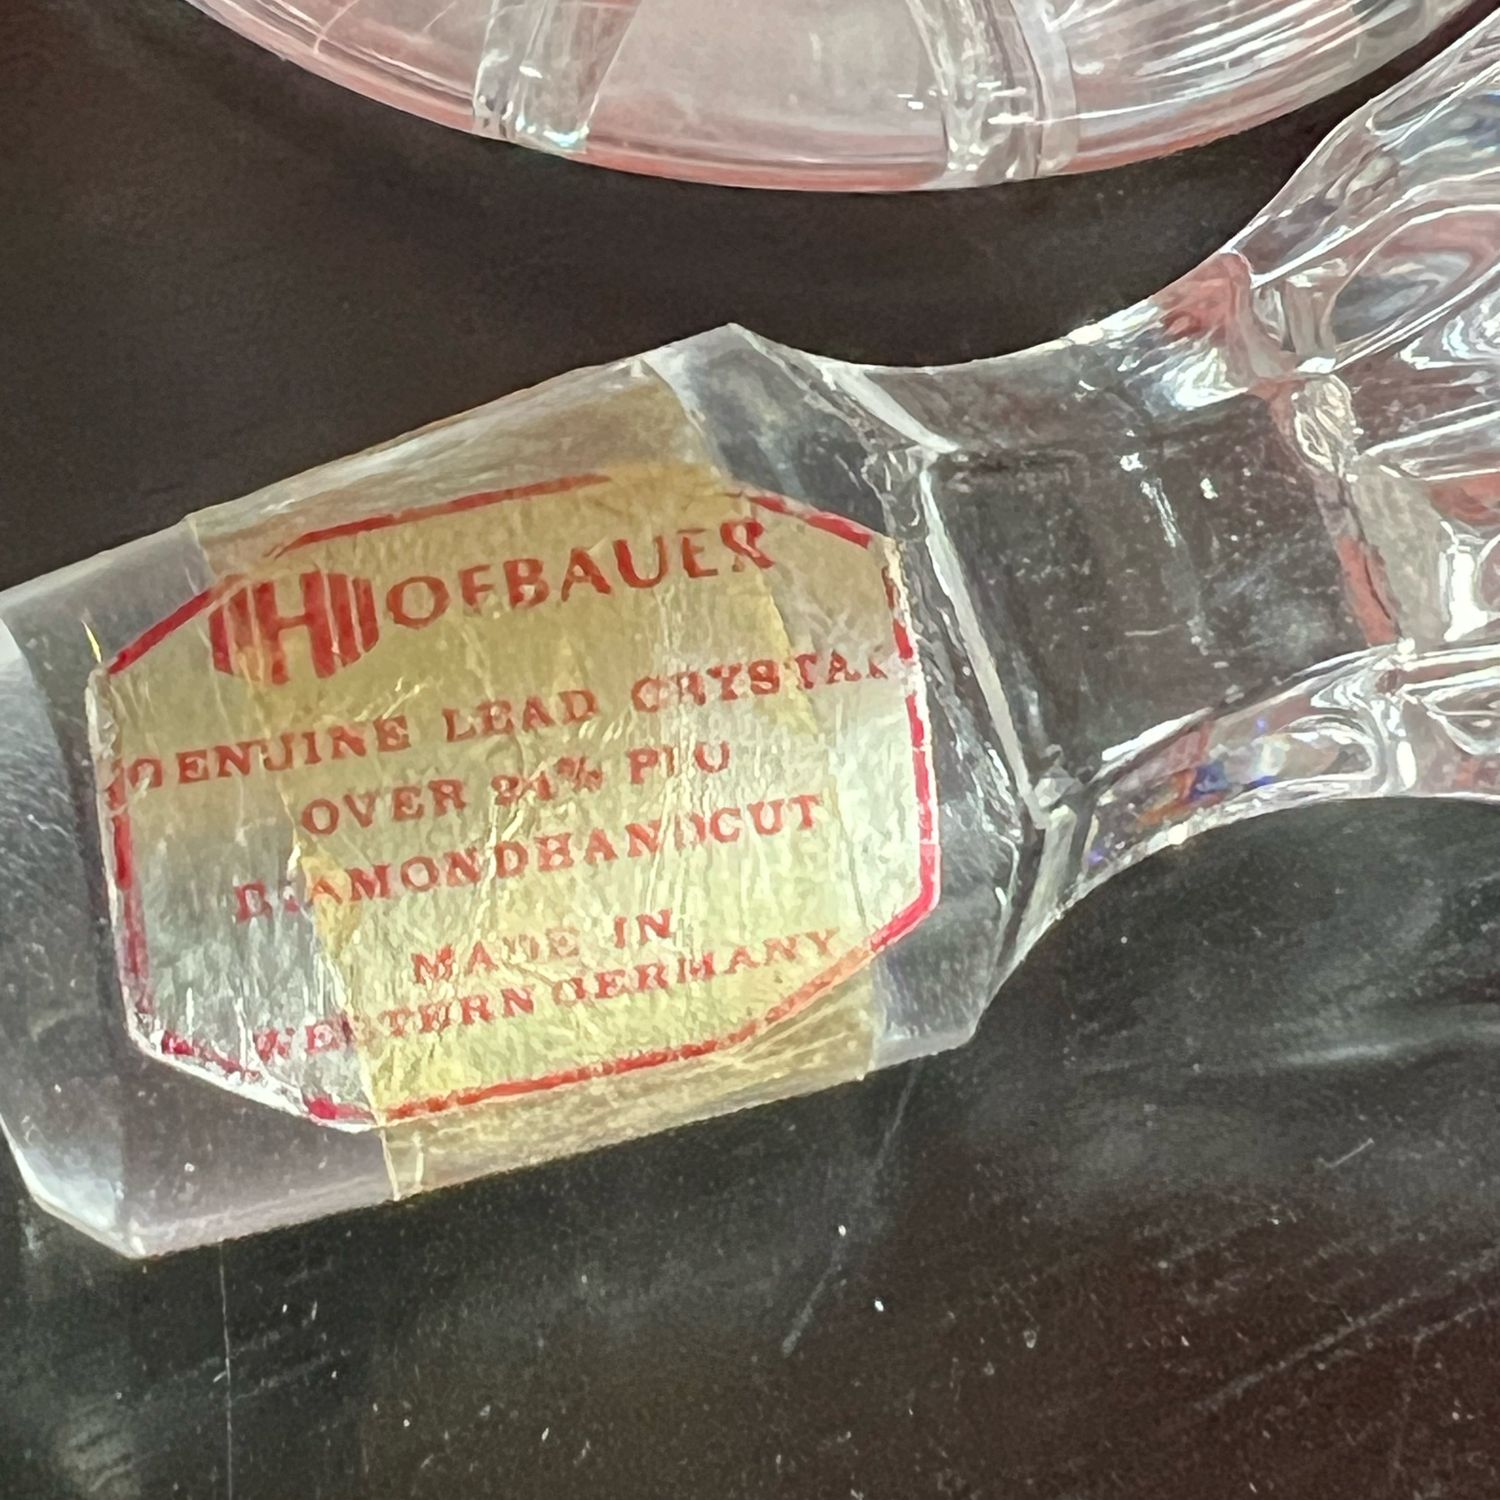 HOFBAUER
GENUINE LEAD CRYSTAL
OVER 24% PbO
DIAMONDHANDCUT
MADE IN
WESTERN GERMANY